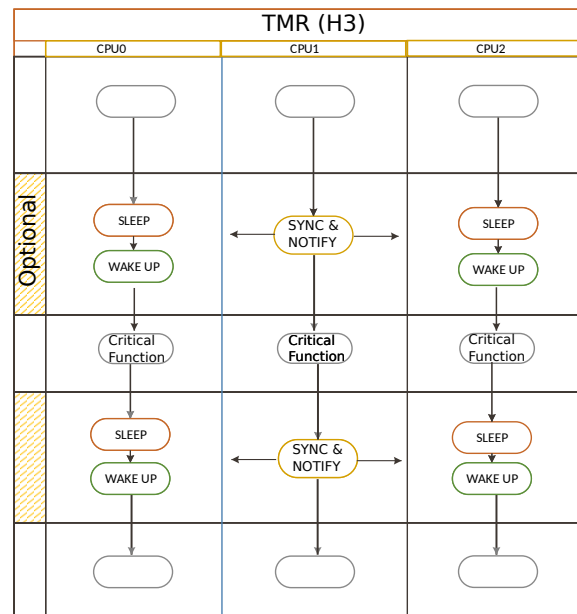 TMR (H3)
CPU0
CPU1
CPU2
Optional
SLEEP
SYNC &
NOTIFY
SLEEP
WAKE UP
WAKE UP
Critical
Function
Critical
Function
Critical
Function
SLEEP
SYNC &
NOTIFY
SLEEP
WAKE UP
WAKE UP